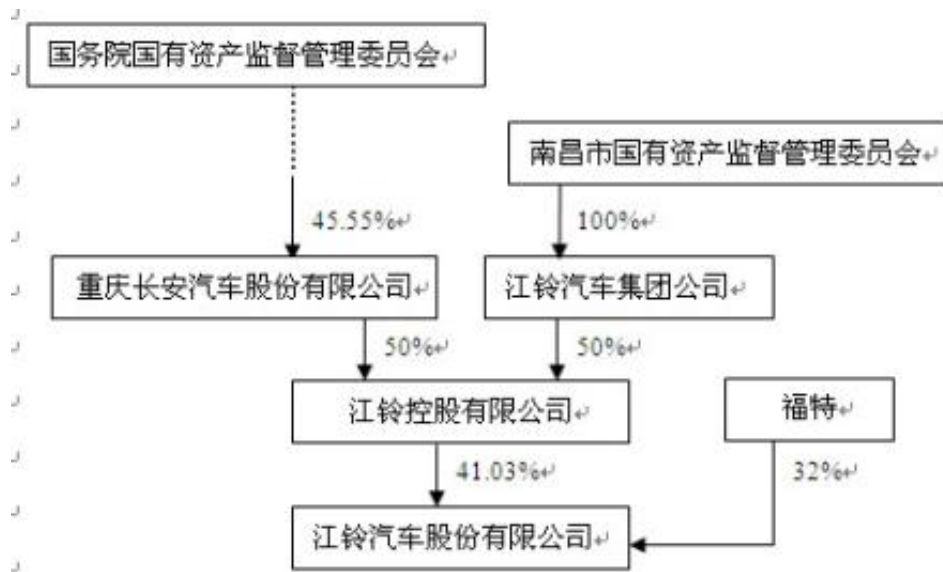 国务院国有资产监督管理委员会
南昌市国有资产监督管理委员会
45.55%
100%
重庆长安汽车股份有限公司
江铃汽车集团公司
50%
50%
江铃控股有限公司
福特
41.03%
32%
江铃汽车股份有限公司